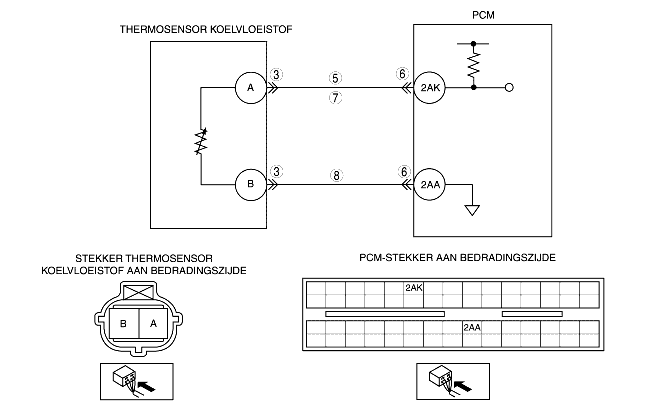 PCM
THERMOSENSOR KOELVLOEISTOF
A
3
5
6
2AK
7
B
3
8
6
2AA
STEKKER THERMOSENSOR
KOELVLOEISTOF AAN BEDRADINGSZIJDE
PCM-STEKKER AAN BEDRADINGSZIJDE
B A
2AK
2AA